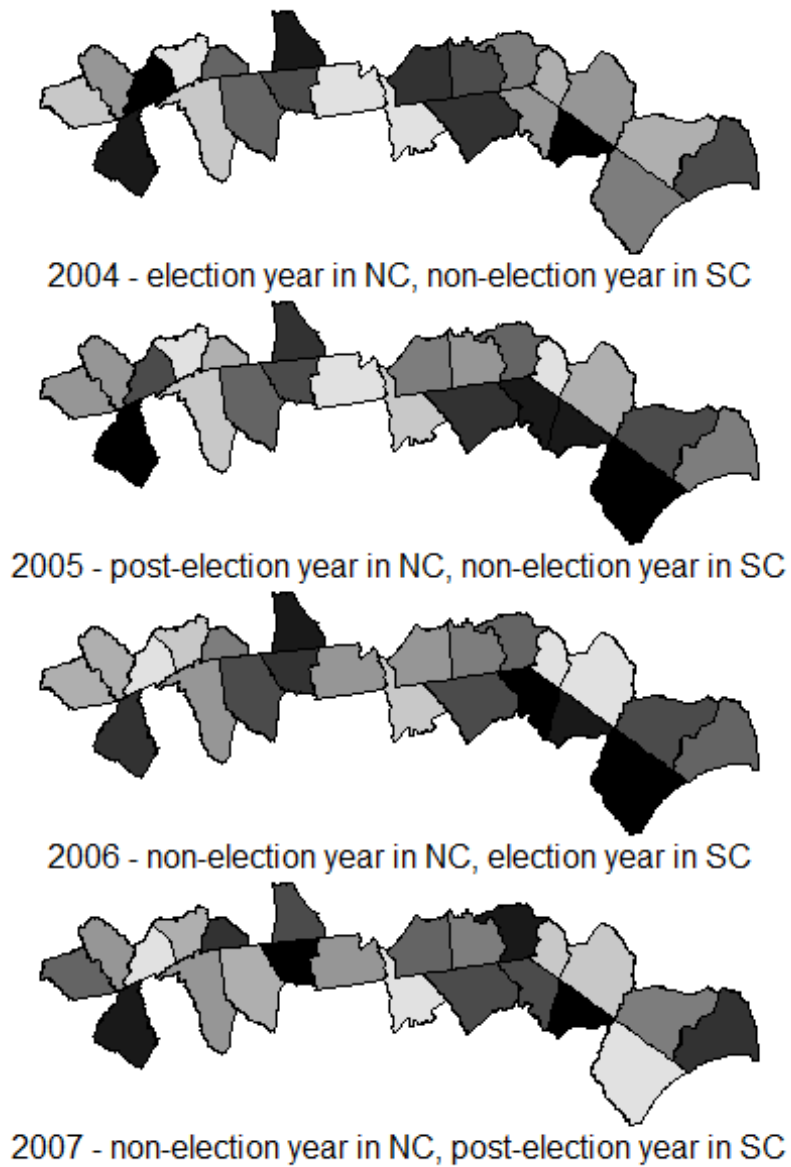 2004 - election year in NC, non-election year in SC
2005 - post-election year in NC, non-election year in SC
2006 - non-election year in NC, election year in SC
2007 - non-election year in NC, post-election year in SC